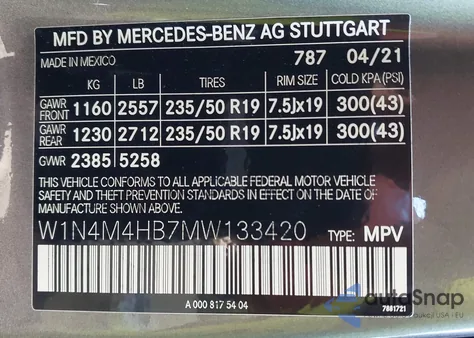 MFD BY MERCEDES-BENZ AG STUTTGART
MADE IN MEXICO 787 04/21
KG LB TIRES RIM SIZE COLD KPA (PSI)
GAWR FRONT 1160 2557 235/50 R19 7.5Jx19 300(43)
GAWR REAR 1230 2712 235/50 R19 7.5Jx19 300(43)
GVWR 2385 5258
THIS VEHICLE CONFORMS TO ALL APPLICABLE FEDERAL MOTOR VEHICLE
SAFETY AND THEFT PREVENTION STANDARDS IN EFFECT ON THE DATE
OF MANUFACTURE SHOWN ABOVE.
W1N4M4HB7MW133420 TYPE: MPV
A 000 817 54 04
7881721
autoSnap